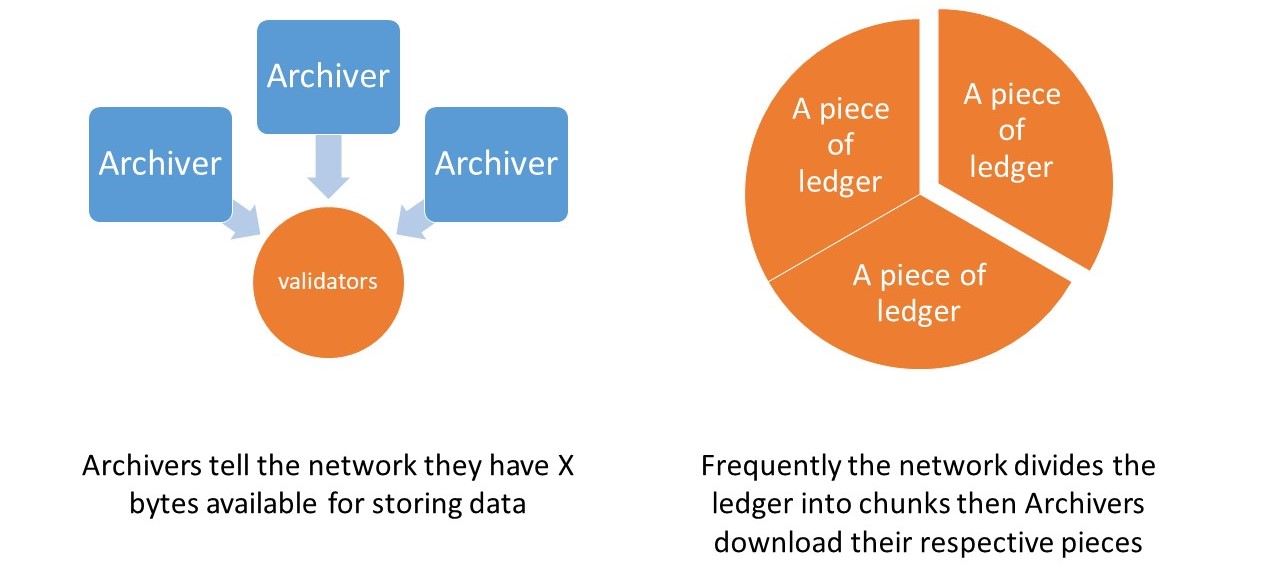 Archiver
Archiver
Archiver
validators
Archivers tell the network they have X
bytes available for storing data
A piece
of
ledger
A piece
of
ledger
A piece of
ledger
Frequently the network divides the
ledger into chunks then Archivers
download their respective pieces